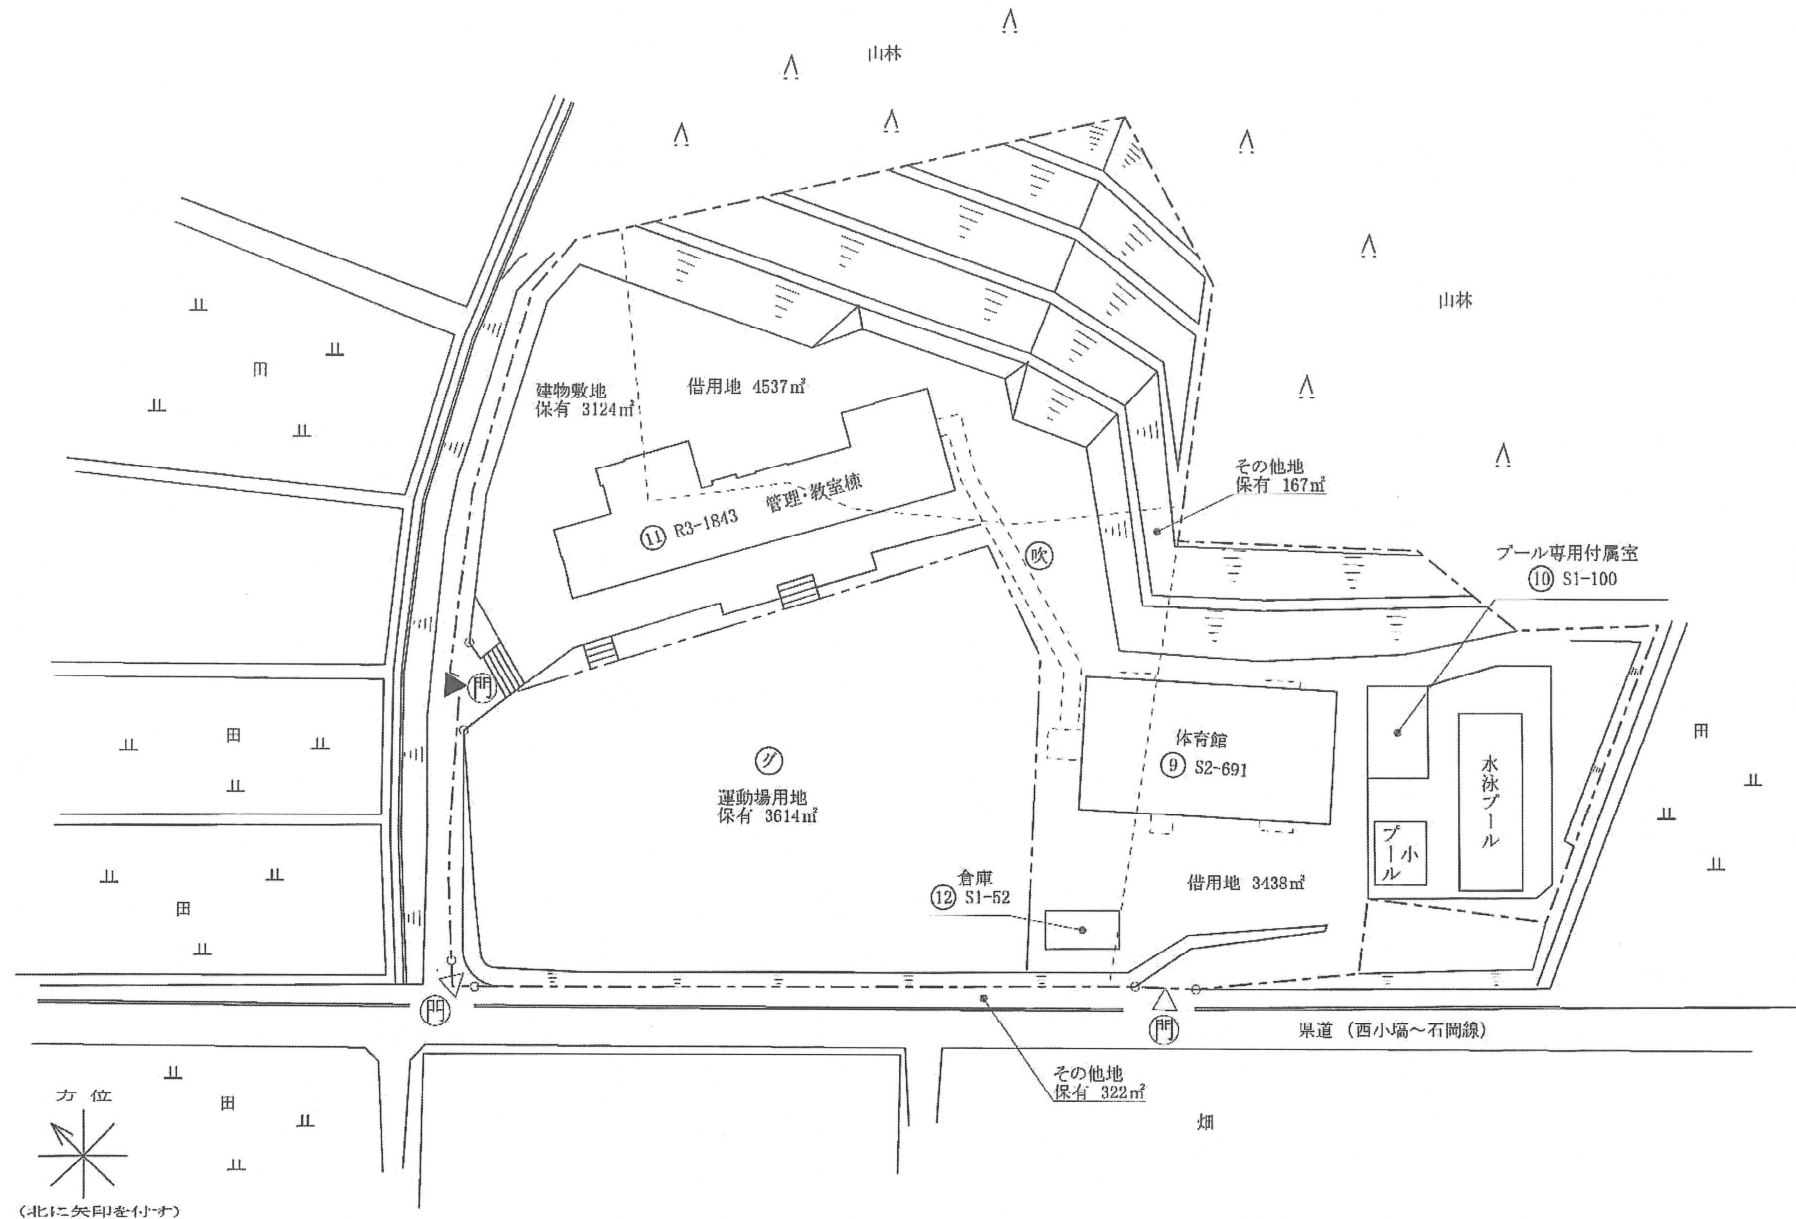 山林
山林
田
建物敷地
保有 3124㎡
借用地 4537㎡
管理・教室棟
⑪ R3-1843
その他地
保有 167㎡
吹
プール専用付属室
⑩ S1-100
門
田
グ
運動場用地
保有 3614㎡
体育館
⑨ S2-691
水泳プール
小プール
田
田
倉庫
⑫ S1-52
借用地 3438㎡
門
門
県道 (西小塙～石岡線)
その他地
保有 322㎡
畑
田
方位
(北に矢印を付す)